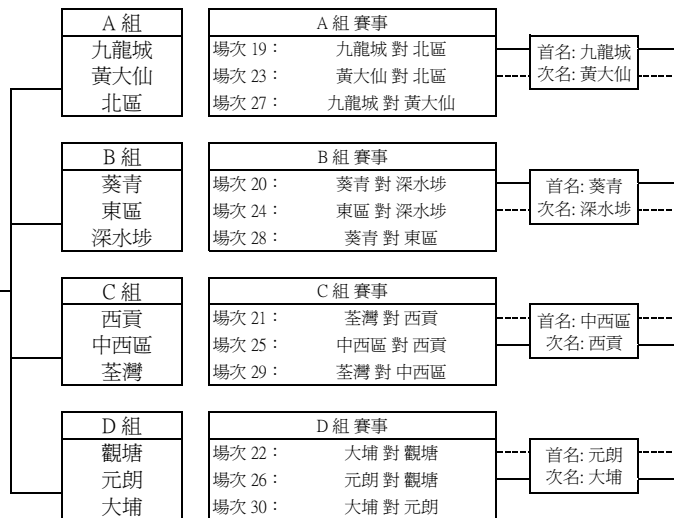 A 組
九龍城
黃大仙
北區
A 組 賽事
場次 19： 九龍城 對 北區
場次 23： 黃大仙 對 北區
場次 27： 九龍城 對 黃大仙
首名: 九龍城
次名: 黃大仙
B 組
葵青
東區
深水埗
B 組 賽事
場次 20： 葵青 對 深水埗
場次 24： 東區 對 深水埗
場次 28： 葵青 對 東區
首名: 葵青
次名: 深水埗
C 組
西貢
中西區
荃灣
C 組 賽事
場次 21： 荃灣 對 西貢
場次 25： 中西區 對 西貢
場次 29： 荃灣 對 中西區
首名: 中西區
次名: 西貢
D 組
觀塘
元朗
大埔
D 組 賽事
場次 22： 大埔 對 觀塘
場次 26： 元朗 對 觀塘
場次 30： 大埔 對 元朗
首名: 元朗
次名: 大埔